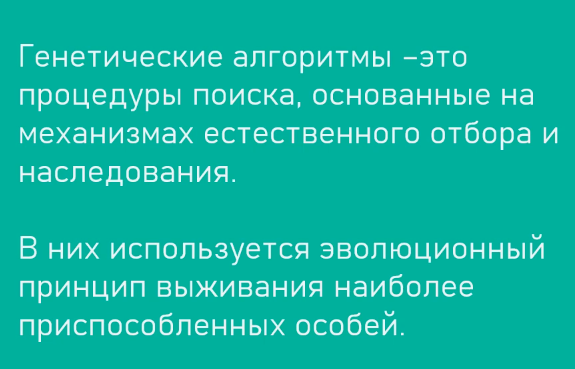 Генетические алгоритмы –это
процедуры поиска, основанные на
механизмах естественного отбора и
наследования.
В них используется эволюционный
принцип выживания наиболее
приспособленных особей.